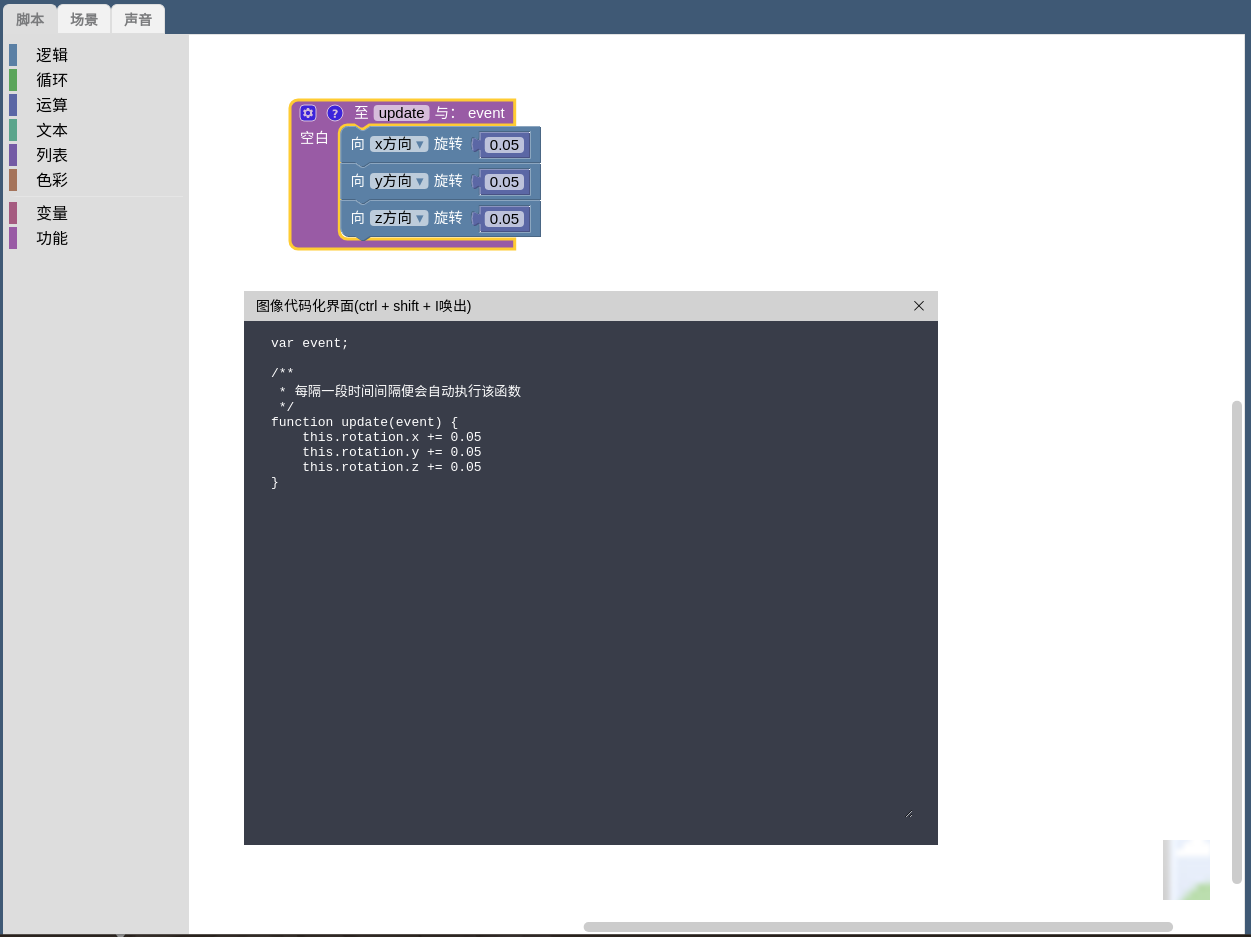 脚本 场景 声音
逻辑
循环
运算
文本
列表
色彩
变量
功能
至 update 与: event
空白
向 x方向 旋转 0.05
向 y方向 旋转 0.05
向 z方向 旋转 0.05
图像代码化界面(ctrl + shift + I唤出)
var event;
/**
 * 每隔一段时间间隔便会自动执行该函数
 */
function update(event) {
    this.rotation.x += 0.05
    this.rotation.y += 0.05
    this.rotation.z += 0.05
}